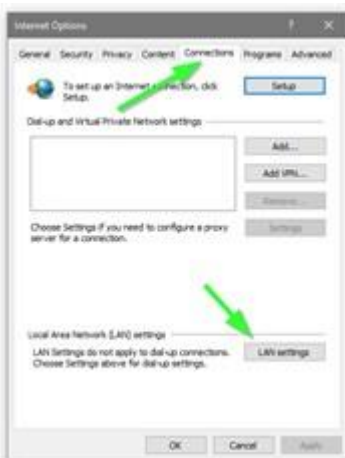 Internet Options
?
General Security Privacy Content Connections Programs Advanced
To set up an Internet connection, click
Setup.
Setup
Dial-up and Virtual Private Network settings
Add...
Add VPN...
Remove...
Choose Settings if you need to configure a proxy
server for a connection.
Settings
Local Area Network (LAN) settings
LAN Settings do not apply to dial-up connections.
Choose Settings above for dial-up settings.
LAN settings
OK Cancel Apply